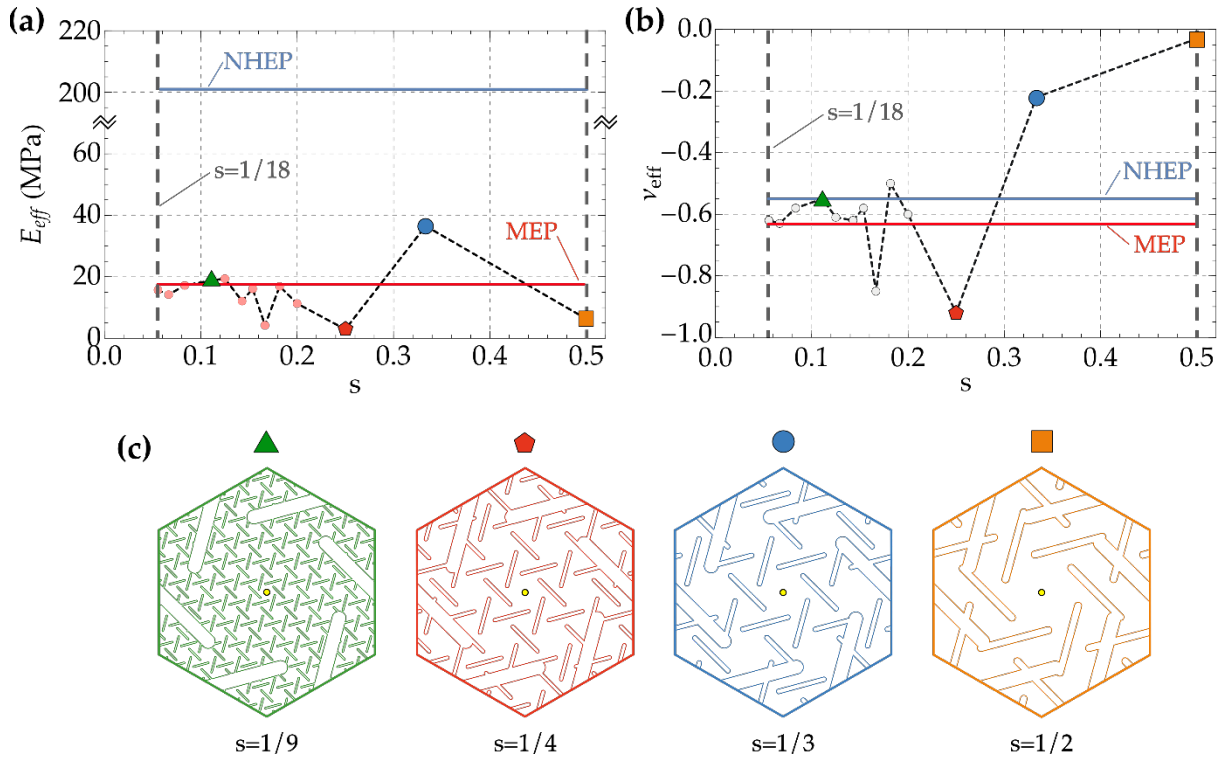 (a)
220
200
60
40
20
0
E_eff (MPa)
NHEP
s=1/18
MEP
0.0 0.1 0.2 0.3 0.4 0.5
s
(b)
0.0
−0.2
−0.4
−0.6
−0.8
−1.0
ν_eff
s=1/18
NHEP
MEP
0.0 0.1 0.2 0.3 0.4 0.5
s
(c)
s=1/9 s=1/4 s=1/3 s=1/2